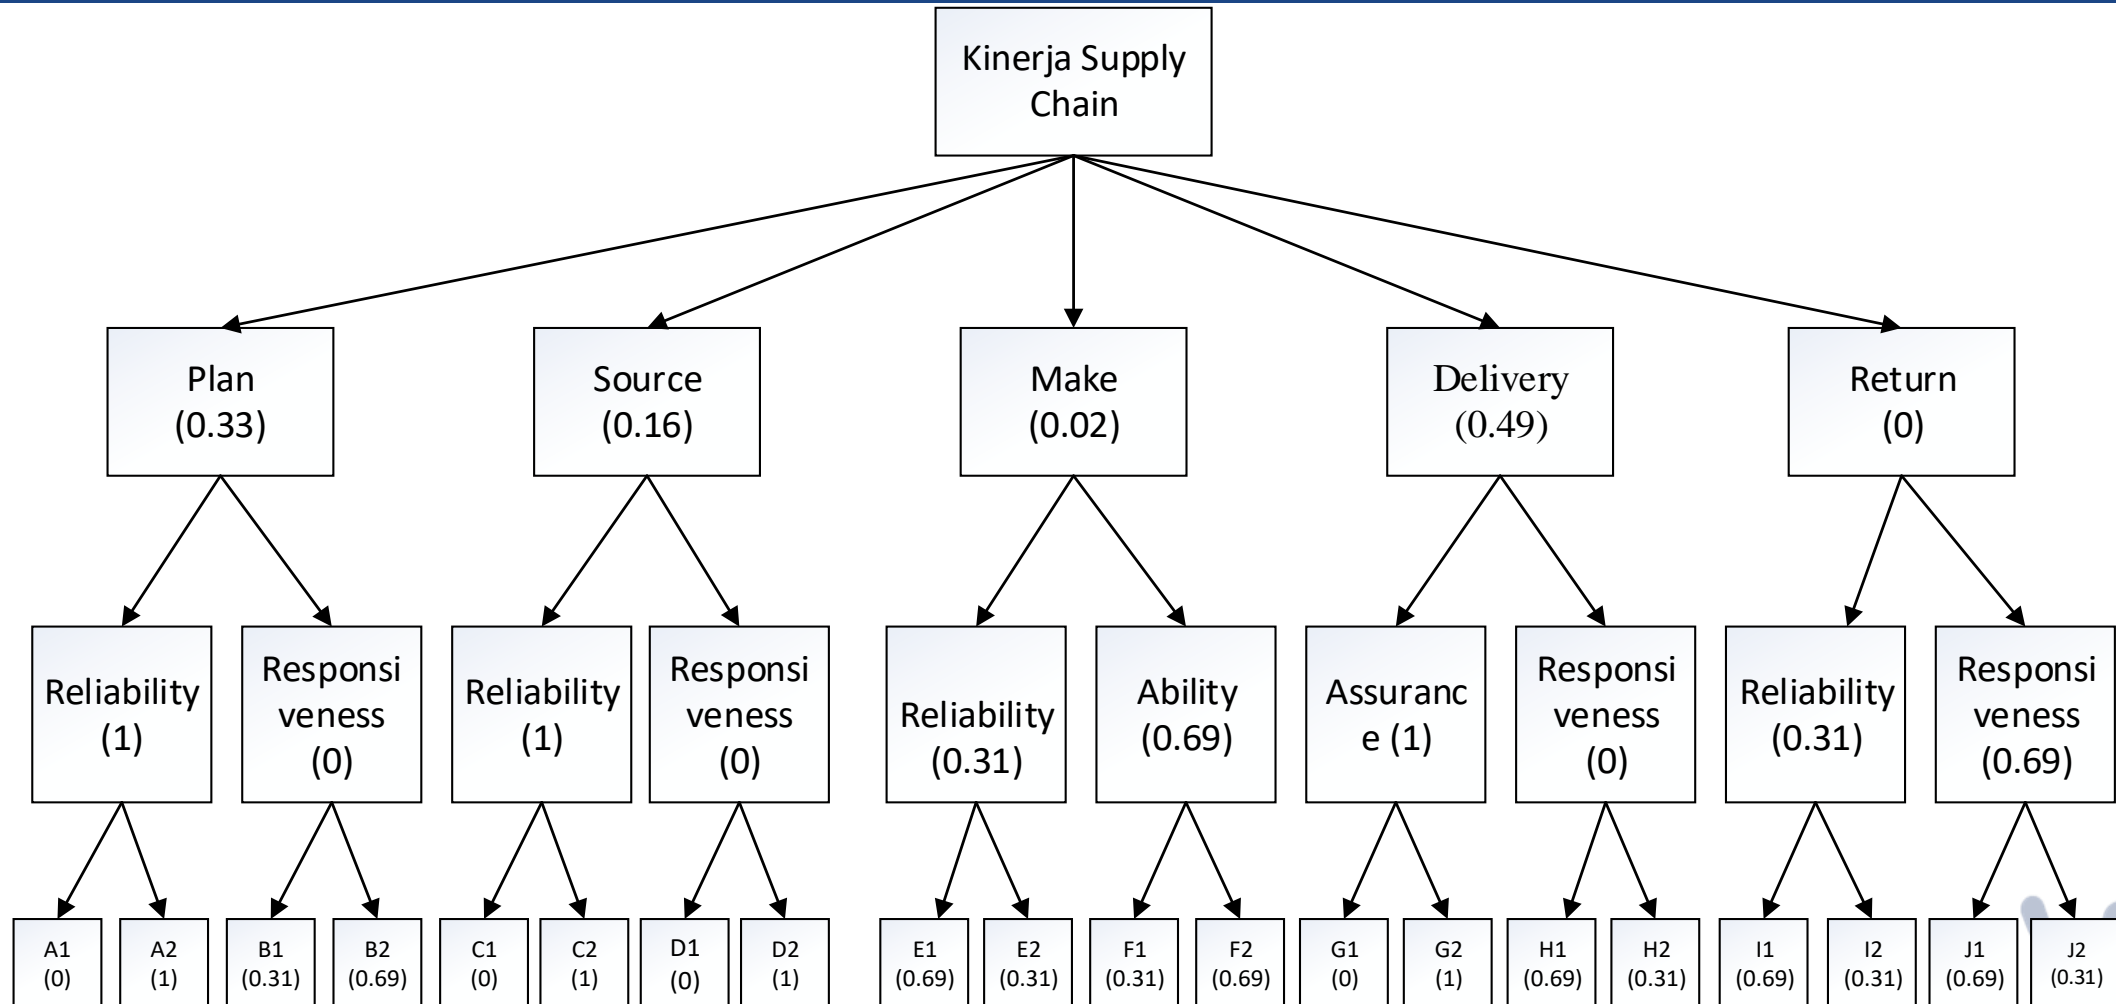 Kinerja Supply
Chain
Plan
(0.33)
Source
(0.16)
Make
(0.02)
Delivery
(0.49)
Return
(0)
Reliability
(1)
Responsi
veness
(0)
Reliability
(1)
Responsi
veness
(0)
Reliability
(0.31)
Ability
(0.69)
Assuranc
e (1)
Responsi
veness
(0)
Reliability
(0.31)
Responsi
veness
(0.69)
A1
(0)
A2
(1)
B1
(0.31)
B2
(0.69)
C1
(0)
C2
(1)
D1
(0)
D2
(1)
E1
(0.69)
E2
(0.31)
F1
(0.31)
F2
(0.69)
G1
(0)
G2
(1)
H1
(0.69)
H2
(0.31)
I1
(0.69)
I2
(0.31)
J1
(0.69)
J2
(0.31)